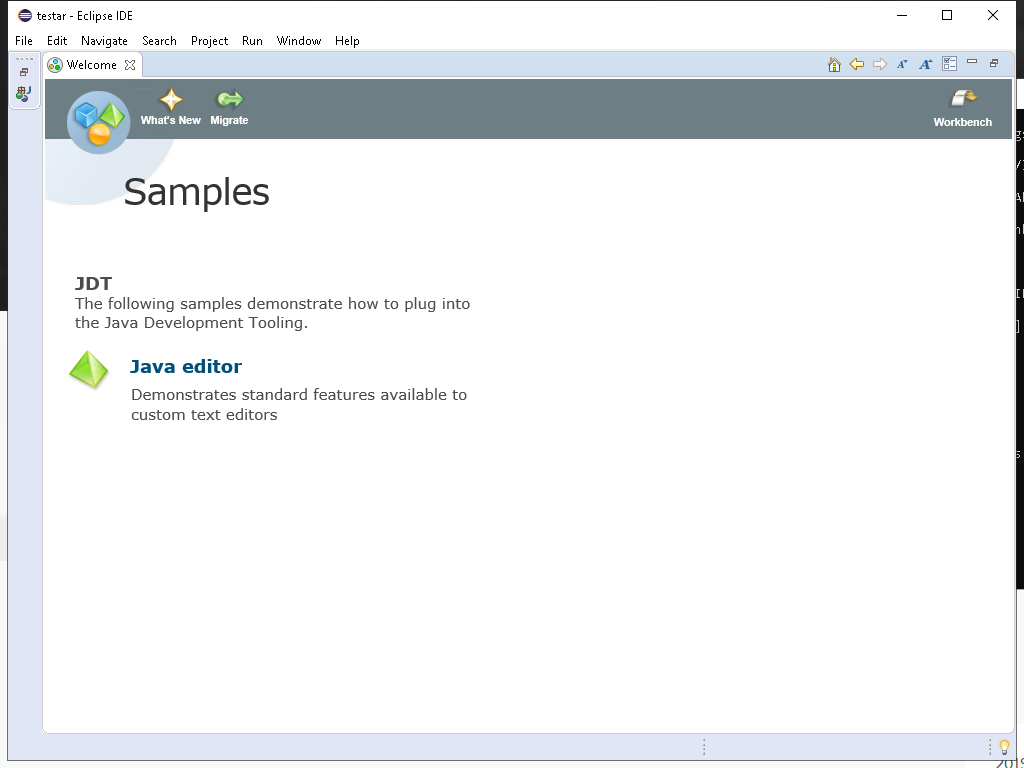 testar - Eclipse IDE
File Edit Navigate Search Project Run Window Help
Welcome
What's New Migrate Workbench
Samples
JDT
The following samples demonstrate how to plug into
the Java Development Tooling.
Java editor
Demonstrates standard features available to
custom text editors